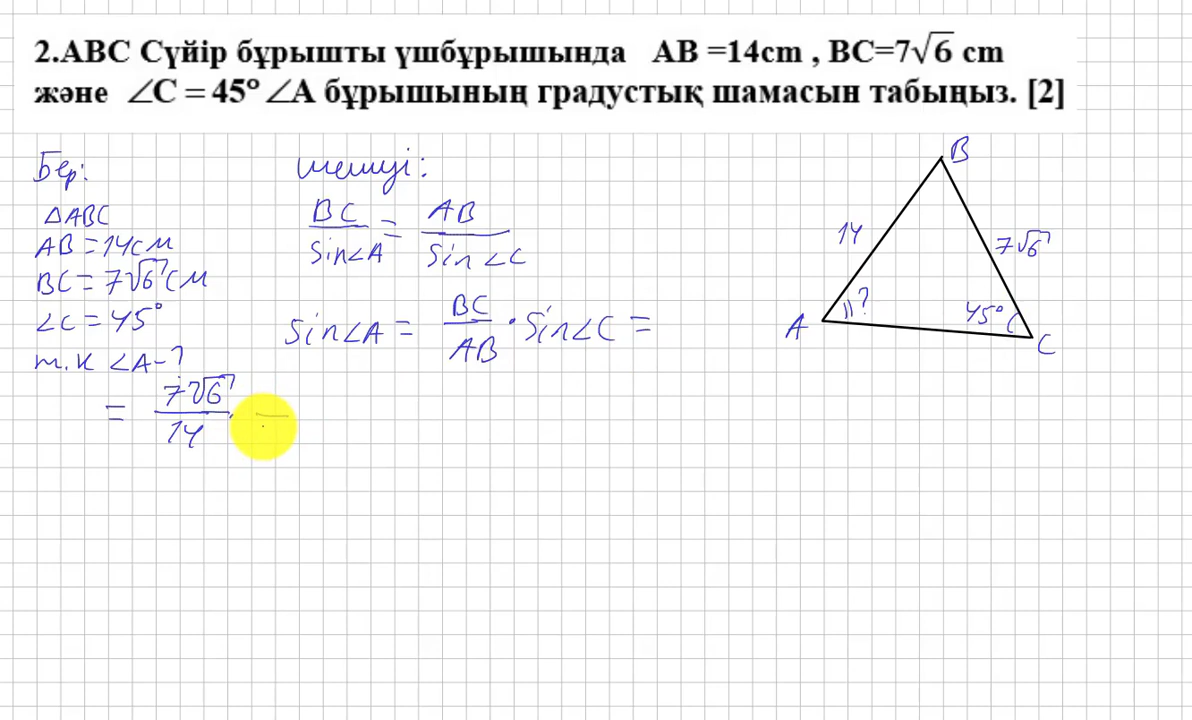 2.ABC Сүйір бұрышты үшбұрышында AB =14cm , BC=7√6 cm
және ∠C = 45° ∠A бұрышының градустық шамасын табыңыз. [2]
Бер:
△ABC
AB = 14см
BC = 7√6 см
∠C = 45°
т.к ∠A-?
Шешуі:
BC/Sin∠A = AB/Sin∠C
Sin∠A = BC/AB · Sin∠C =
= 7√6/14 ·
B
14
7√6
A
?
45°
C